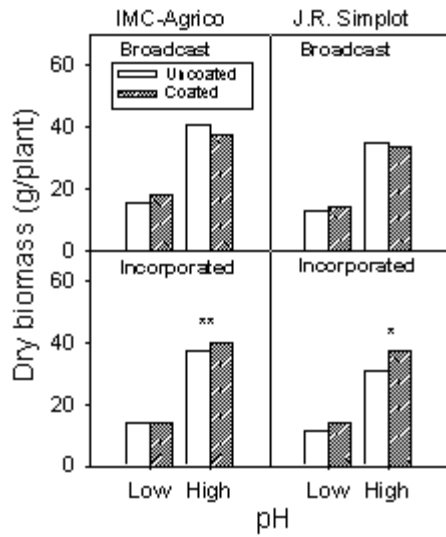 IMC-Agrico J.R. Simplot
Broadcast Broadcast
Uncoated
Coated
60
40
20
0
Incorporated Incorporated
60
** *
40
20
0
Low High Low High
pH
Dry biomass (g/plant)